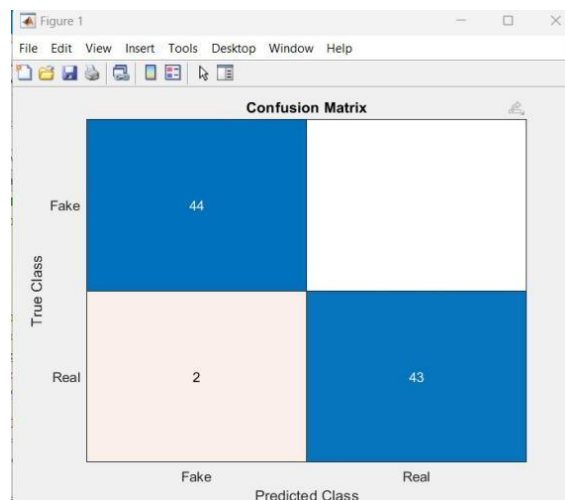 Figure 1
File Edit View Insert Tools Desktop Window Help
Confusion Matrix
True Class
Fake
44
Real
2
43
Fake Real
Predicted Class